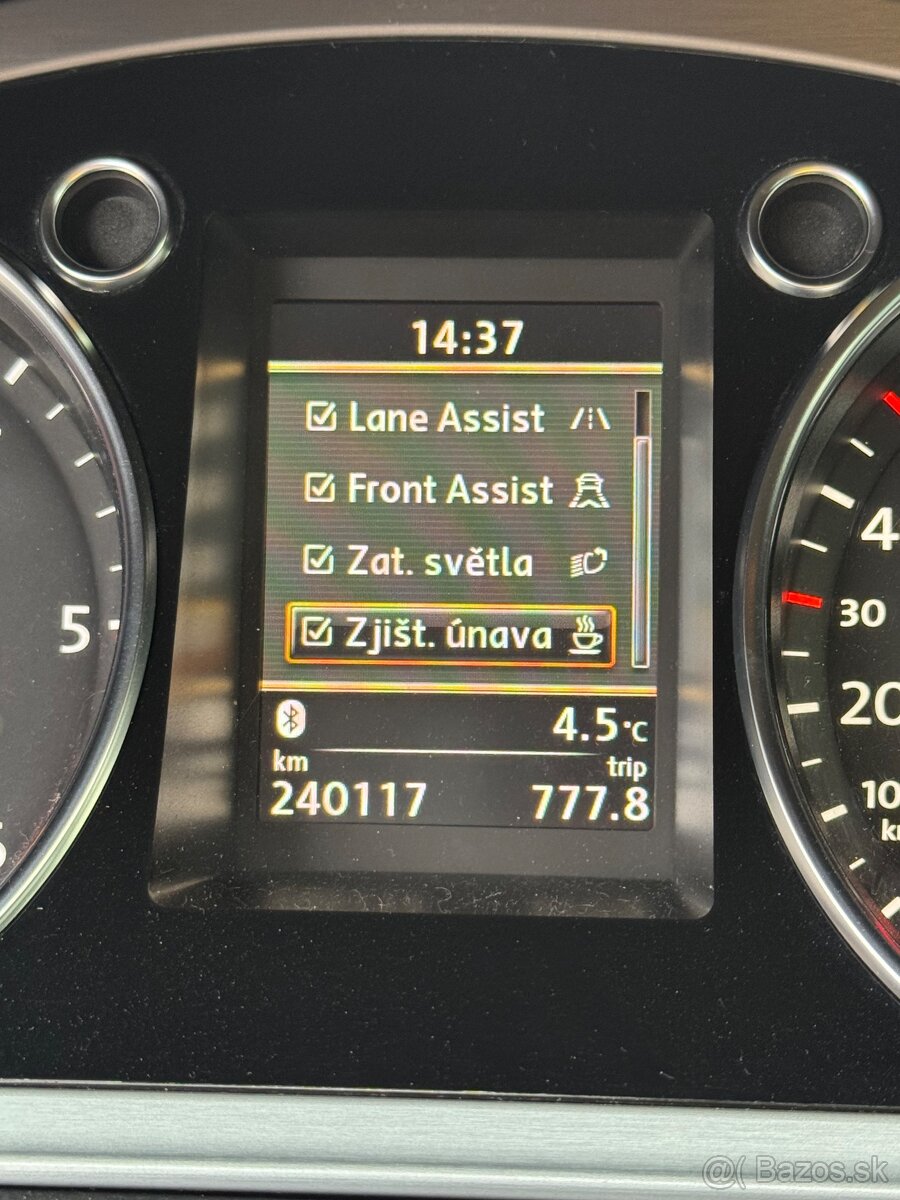 14:37
Lane Assist
Front Assist
Zat. světla
Zjišt. únava
4.5°C
km trip
240117 777.8
5
30
20
10
@( Bazos.sk